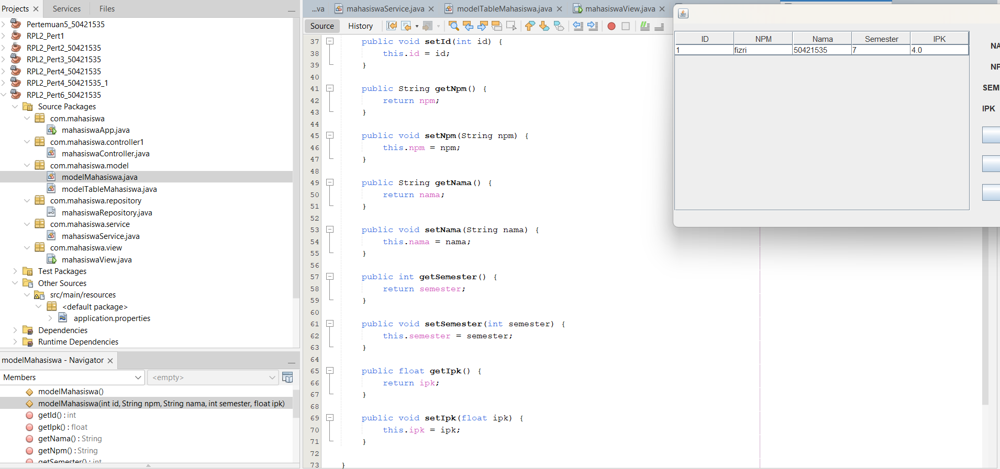 Projects
Services
Files
Pertemuan5_50421535
RPL2_Pert1
RPL2_Pert2_50421535
RPL2_Pert3_50421535
RPL2_Pert4_50421535
RPL2_Pert4_50421535_1
RPL2_Pert6_50421535
Source Packages
com.mahasiswa
mahasiswaApp.java
com.mahasiswa.controller1
mahasiswaController.java
com.mahasiswa.model
modelMahasiswa.java
modelTableMahasiswa.java
com.mahasiswa.repository
mahasiswaRepository.java
com.mahasiswa.service
mahasiswaService.java
com.mahasiswa.view
mahasiswaView.java
Test Packages
Other Sources
src/main/resources
<default package>
application.properties
Dependencies
Runtime Dependencies
modelMahasiswa - Navigator
Members
<empty>
modelMahasiswa()
modelMahasiswa(int id, String npm, String nama, int semester, float ipk)
getId() : int
getIpk() : float
getNama() : String
getNpm() : String
getSemester() : int
...va
mahasiswaService.java
modelTableMahasiswa.java
mahasiswaView.java
Source
History
37 public void setId(int id) {
38 this.id = id;
39 }
40
41 public String getNpm() {
42 return npm;
43 }
44
45 public void setNpm(String npm) {
46 this.npm = npm;
47 }
48
49 public String getNama() {
50 return nama;
51 }
52
53 public void setNama(String nama) {
54 this.nama = nama;
55 }
56
57 public int getSemester() {
58 return semester;
59 }
60
61 public void setSemester(int semester) {
62 this.semester = semester;
63 }
64
65 public float getIpk() {
66 return ipk;
67 }
68
69 public void setIpk(float ipk) {
70 this.ipk = ipk;
71 }
72
73 }
ID NPM Nama Semester IPK
1 fizri 50421535 7 4.0
NA
NP
SEM
IPK